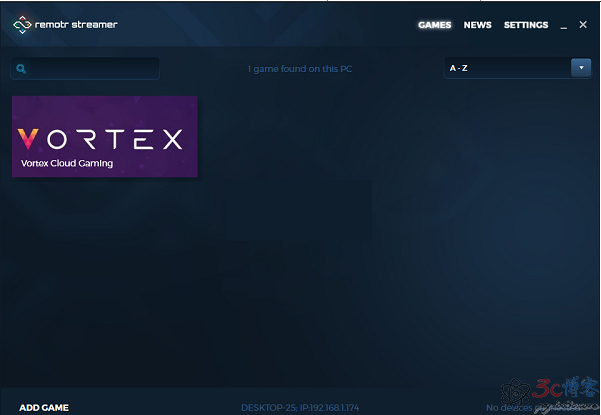 remotr streamer
GAMES NEWS SETTINGS
1 game found on this PC
A - Z
VORTEX
Vortex Cloud Gaming
ADD GAME
DESKTOP-25; IP:192.168.1.174
No devices
3c博客